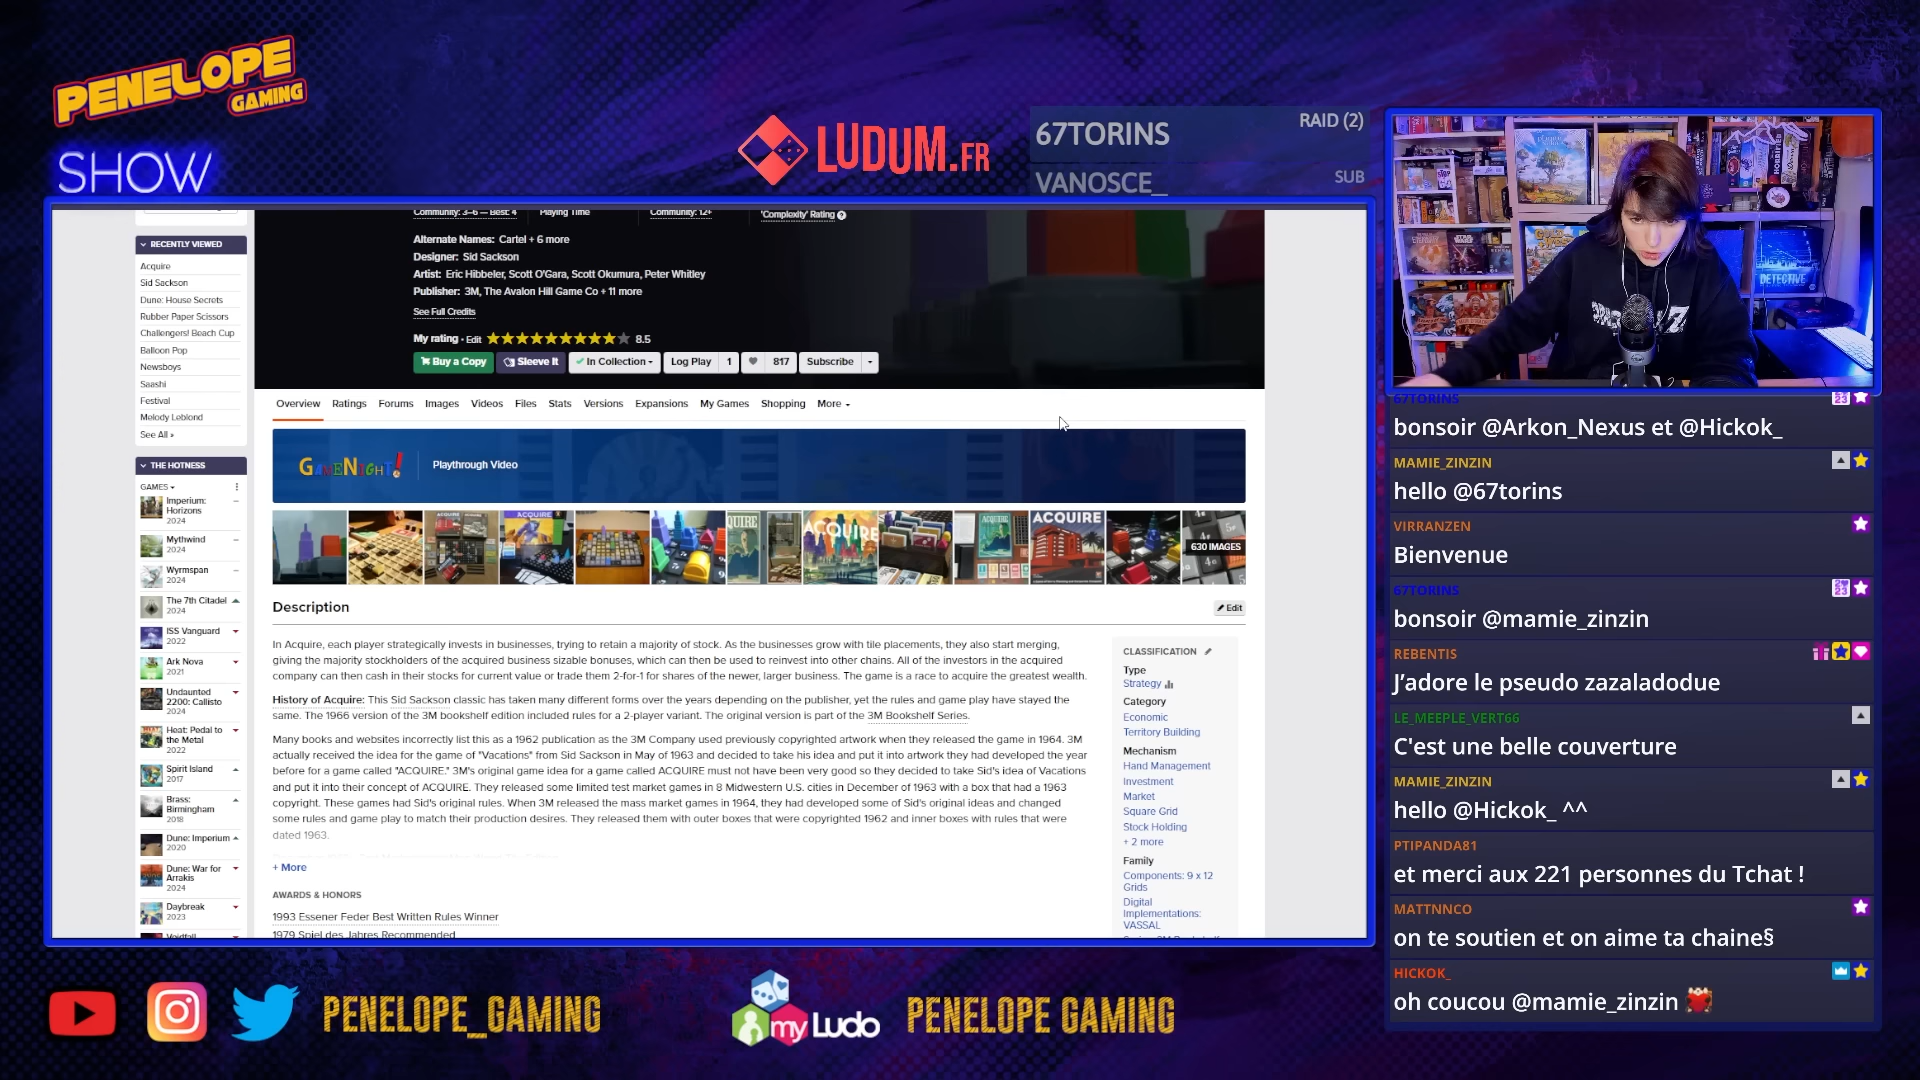 PENELOPE
GAMING
SHOW
LUDUM.FR
67TORINS RAID (2)
VANOSCE_ SUB
RECENTLY VIEWED
Acquire
Sid Sackson
Dune: House Secrets
Rubber Paper Scissors
Challengers! Beach Cup
Balloon Pop
Newsboys
Saashi
Festival
Melody Leblond
See All »
THE HOTNESS
GAMES
Imperium: Horizons
2024
Mythwind
2024
Wyrmspan
2024
The 7th Citadel
2024
ISS Vanguard
2022
Ark Nova
2021
Undaunted 2200: Callisto
2024
Heat: Pedal to the Metal
2022
Spirit Island
2017
Brass: Birmingham
2018
Dune: Imperium
2020
Dune: War for Arrakis
2024
Daybreak
2023
Community: 3–6 — Best: 4 Playing Time Community: 12+ 'Complexity' Rating
Alternate Names: Cartel + 6 more
Designer: Sid Sackson
Artist: Eric Hibbeler, Scott O'Gara, Scott Okumura, Peter Whitley
Publisher: 3M, The Avalon Hill Game Co + 11 more
See Full Credits
My rating • Edit 8.5
Buy a Copy Sleeve It In Collection Log Play 1 817 Subscribe
Overview Ratings Forums Images Videos Files Stats Versions Expansions My Games Shopping More
GameNight! Playthrough Video
ACQUIRE
ACQUIRE
ACQUIRE
630 IMAGES
Description Edit
In Acquire, each player strategically invests in businesses, trying to retain a majority of stock. As the businesses grow with tile placements, they also start merging,
giving the majority stockholders of the acquired business sizable bonuses, which can then be used to reinvest into other chains. All of the investors in the acquired
company can then cash in their stocks for current value or trade them 2-for-1 for shares of the newer, larger business. The game is a race to acquire the greatest wealth.
History of Acquire: This Sid Sackson classic has taken many different forms over the years depending on the publisher, yet the rules and game play have stayed the
same. The 1966 version of the 3M bookshelf edition included rules for a 2-player variant. The original version is part of the 3M Bookshelf Series.
Many books and websites incorrectly list this as a 1962 publication as the 3M Company used previously copyrighted artwork when they released the game in 1964. 3M
actually received the idea for the game of "Vacations" from Sid Sackson in May of 1963 and decided to take his idea and put it into artwork they had developed the year
before for a game called "ACQUIRE." 3M's original game idea for a game called ACQUIRE must not have been very good so they decided to take Sid's idea of Vacations
and put it into their concept of ACQUIRE. They released some limited test market games in 8 Midwestern U.S. cities in December of 1963 with a box that had a 1963
copyright. These games had Sid's original rules. When 3M released the mass market games in 1964, they had developed some of Sid's original ideas and changed
some rules and game play to match their production desires. They released them with outer boxes that were copyrighted 1962 and inner boxes with rules that were
dated 1963.
+ More
AWARDS & HONORS
1993 Essener Feder Best Written Rules Winner
1979 Spiel des Jahres Recommended
CLASSIFICATION
Type
Strategy
Category
Economic
Territory Building
Mechanism
Hand Management
Investment
Market
Square Grid
Stock Holding
+ 2 more
Family
Components: 9 x 12
Grids
Digital
Implementations:
VASSAL
DETECTIVE
67TORINS
bonsoir @Arkon_Nexus et @Hickok_
MAMIE_ZINZIN
hello @67torins
VIRRANZEN
Bienvenue
67TORINS
bonsoir @mamie_zinzin
REBENTIS
J'adore le pseudo zazaladodue
LE_MEEPLE_VERT66
C'est une belle couverture
MAMIE_ZINZIN
hello @Hickok_ ^^
PTIPANDA81
et merci aux 221 personnes du Tchat !
MATTNNCO
on te soutien et on aime ta chaine§
HICKOK_
oh coucou @mamie_zinzin
PENELOPE_GAMING
myLudo
PENELOPE GAMING